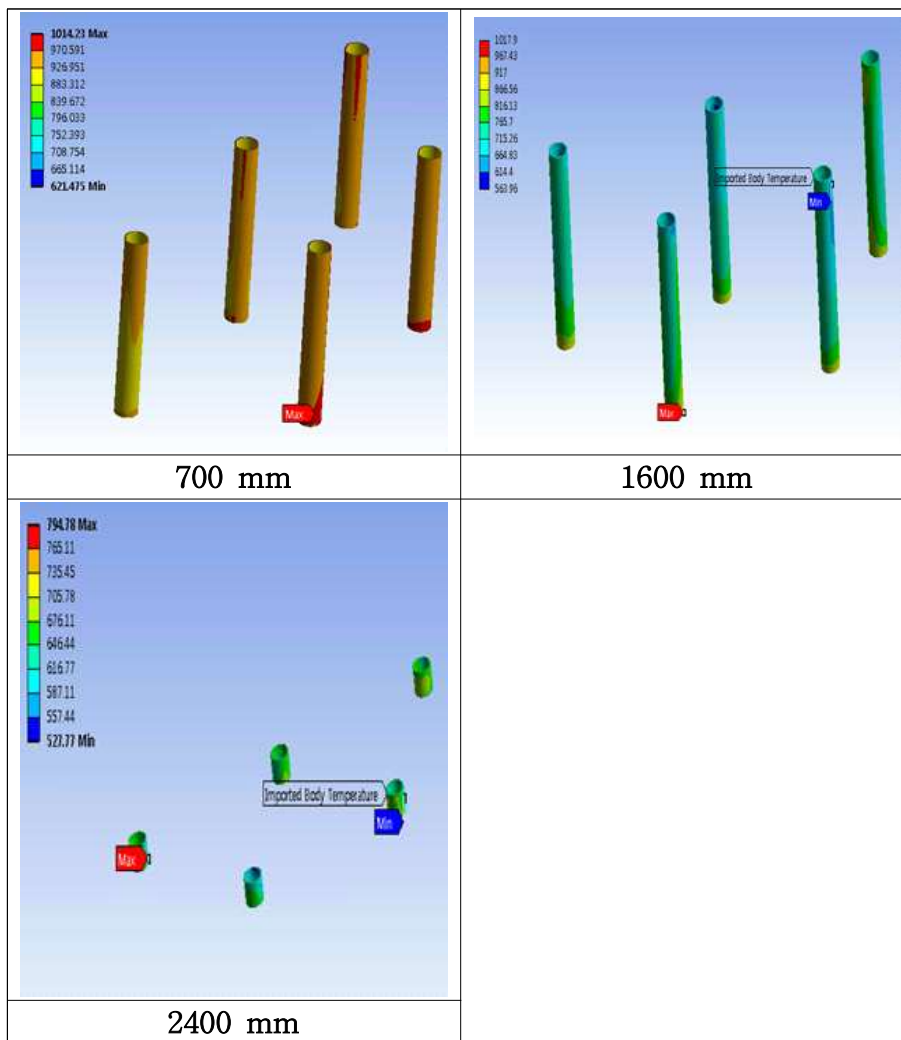 1014.23 Max
970.591
926.951
883.312
839.672
796.033
752.393
708.754
665.114
621.475 Min
Max
700 mm
1017.9
967.43
917
866.56
816.13
765.7
715.26
664.83
614.4
563.96
Imported Body Temperature
Min
Max
1600 mm
794.78 Max
765.11
735.45
705.78
676.11
646.44
616.77
587.11
557.44
527.77 Min
Imported Body Temperature
Min
Max
2400 mm